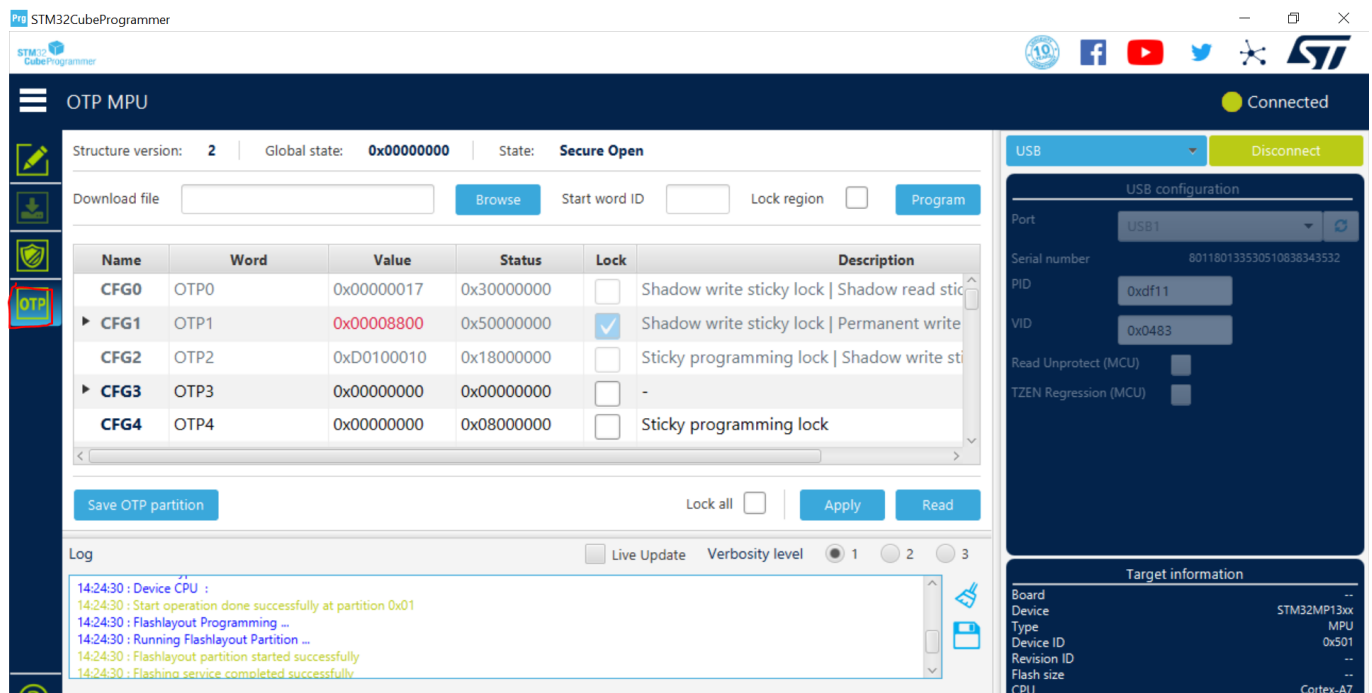 Prg STM32CubeProgrammer
STM32 CubeProgrammer
10 YEARS
OTP MPU
Connected
Structure version: 2 Global state: 0x00000000 State: Secure Open
Download file Browse Start word ID Lock region Program
Name Word Value Status Lock Description
CFG0 OTP0 0x00000017 0x30000000 Shadow write sticky lock | Shadow read stic
CFG1 OTP1 0x00008800 0x50000000 Shadow write sticky lock | Permanent write
CFG2 OTP2 0xD0100010 0x18000000 Sticky programming lock | Shadow write sti
CFG3 OTP3 0x00000000 0x00000000 -
CFG4 OTP4 0x00000000 0x08000000 Sticky programming lock
OTP
Save OTP partition Lock all Apply Read
Log Live Update Verbosity level 1 2 3
14:24:30 : Device CPU :
14:24:30 : Start operation done successfully at partition 0x01
14:24:30 : Flashlayout Programming ...
14:24:30 : Running Flashlayout Partition ...
14:24:30 : Flashlayout partition started successfully
14:24:30 : Flashing service completed successfully
USB Disconnect
USB configuration
Port USB1
Serial number 801180133530510838343532
PID 0xdf11
VID 0x0483
Read Unprotect (MCU)
TZEN Regression (MCU)
Target information
Board --
Device STM32MP13xx
Type MPU
Device ID 0x501
Revision ID --
Flash size --
CPU Cortex-A7